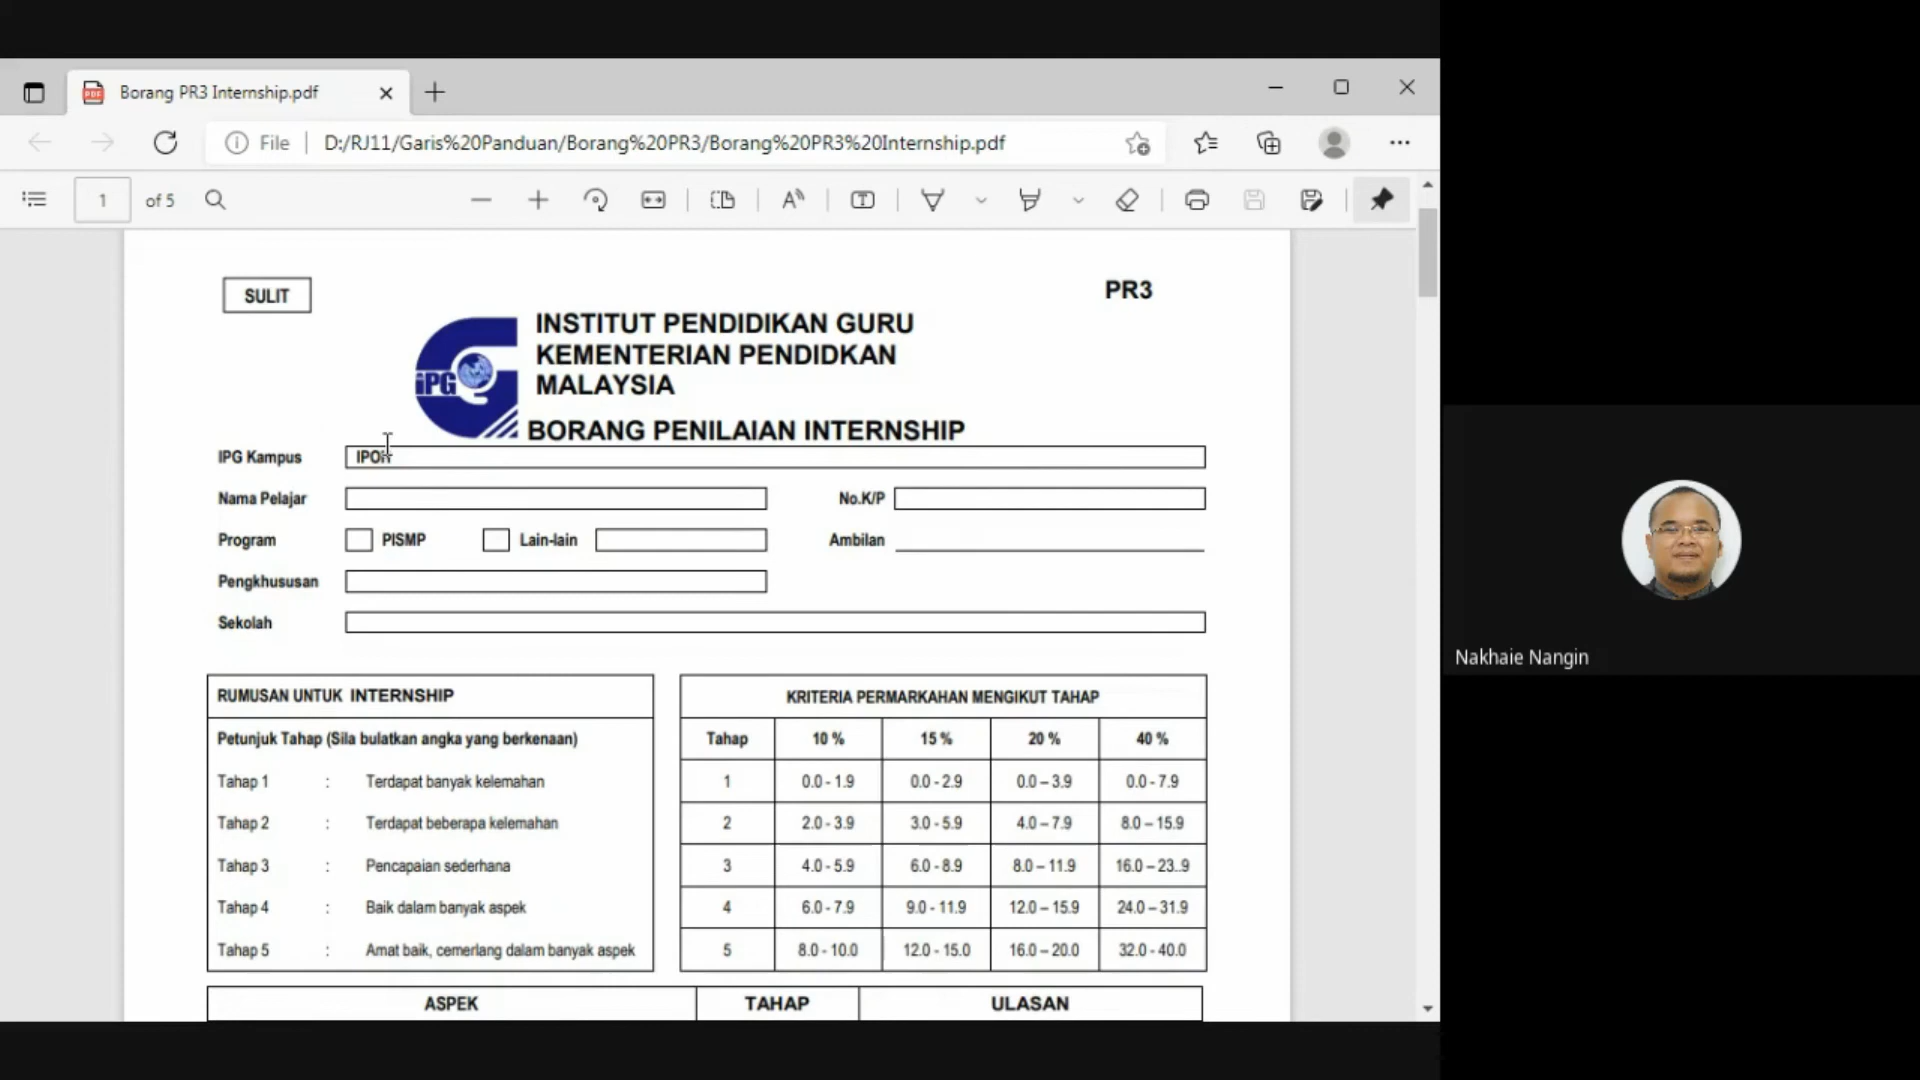 Borang PR3 Internship.pdf
File
D:/RJ11/Garis%20Panduan/Borang%20PR3/Borang%20PR3%20Internship.pdf
1 of 5
SULIT
PR3
iPG
INSTITUT PENDIDIKAN GURU
KEMENTERIAN PENDIDKAN
MALAYSIA
BORANG PENILAIAN INTERNSHIP
IPG Kampus IPOH
Nama Pelajar No.K/P
Program PISMP Lain-lain Ambilan
Pengkhususan
Sekolah
RUMUSAN UNTUK INTERNSHIP
Petunjuk Tahap (Sila bulatkan angka yang berkenaan)
Tahap 1 : Terdapat banyak kelemahan
Tahap 2 : Terdapat beberapa kelemahan
Tahap 3 : Pencapaian sederhana
Tahap 4 : Baik dalam banyak aspek
Tahap 5 : Amat baik, cemerlang dalam banyak aspek
KRITERIA PERMARKAHAN MENGIKUT TAHAP
Tahap 10 % 15 % 20 % 40 %
1 0.0 - 1.9 0.0 - 2.9 0.0 – 3.9 0.0 - 7.9
2 2.0 - 3.9 3.0 - 5.9 4.0 – 7.9 8.0 – 15.9
3 4.0 - 5.9 6.0 - 8.9 8.0 – 11.9 16.0 – 23..9
4 6.0 - 7.9 9.0 - 11.9 12.0 – 15.9 24.0 – 31.9
5 8.0 - 10.0 12.0 - 15.0 16.0 – 20.0 32.0 - 40.0
ASPEK TAHAP ULASAN
Nakhaie Nangin